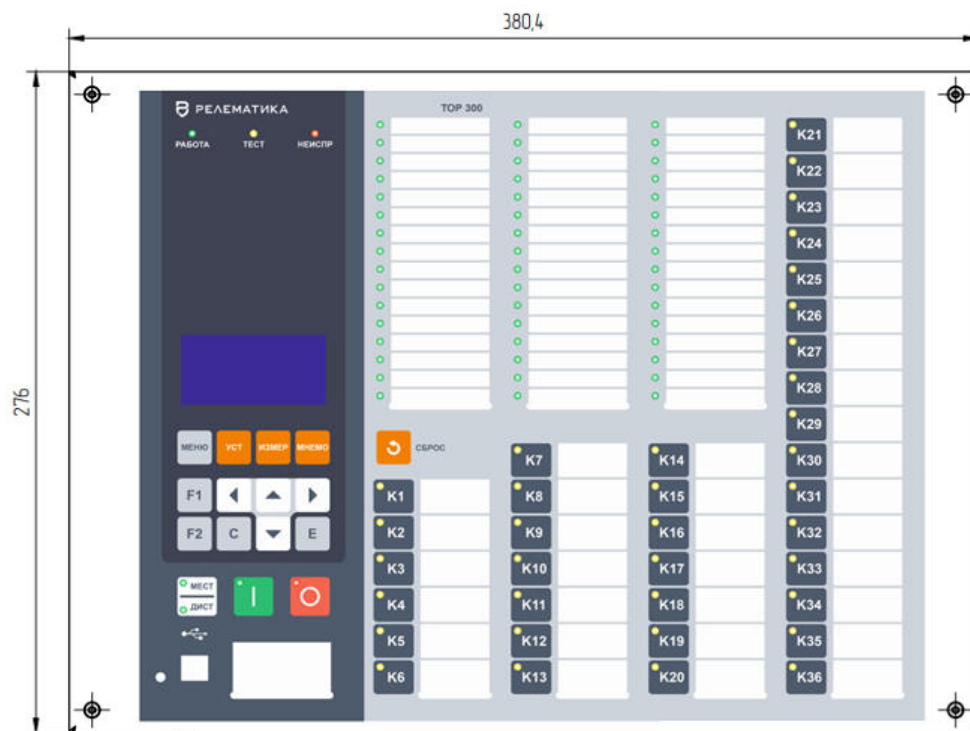 380,4
276
РЕЛЕМАТИКА
ТОР 300
РАБОТА ТЕСТ НЕИСПР
МЕНЮ УСТ ИЗМЕР МНЕМО
F1
F2 C E
МЕСТ
ДИСТ
СБРОС
K1
K2
K3
K4
K5
K6
K7
K8
K9
K10
K11
K12
K13
K14
K15
K16
K17
K18
K19
K20
K21
K22
K23
K24
K25
K26
K27
K28
K29
K30
K31
K32
K33
K34
K35
K36